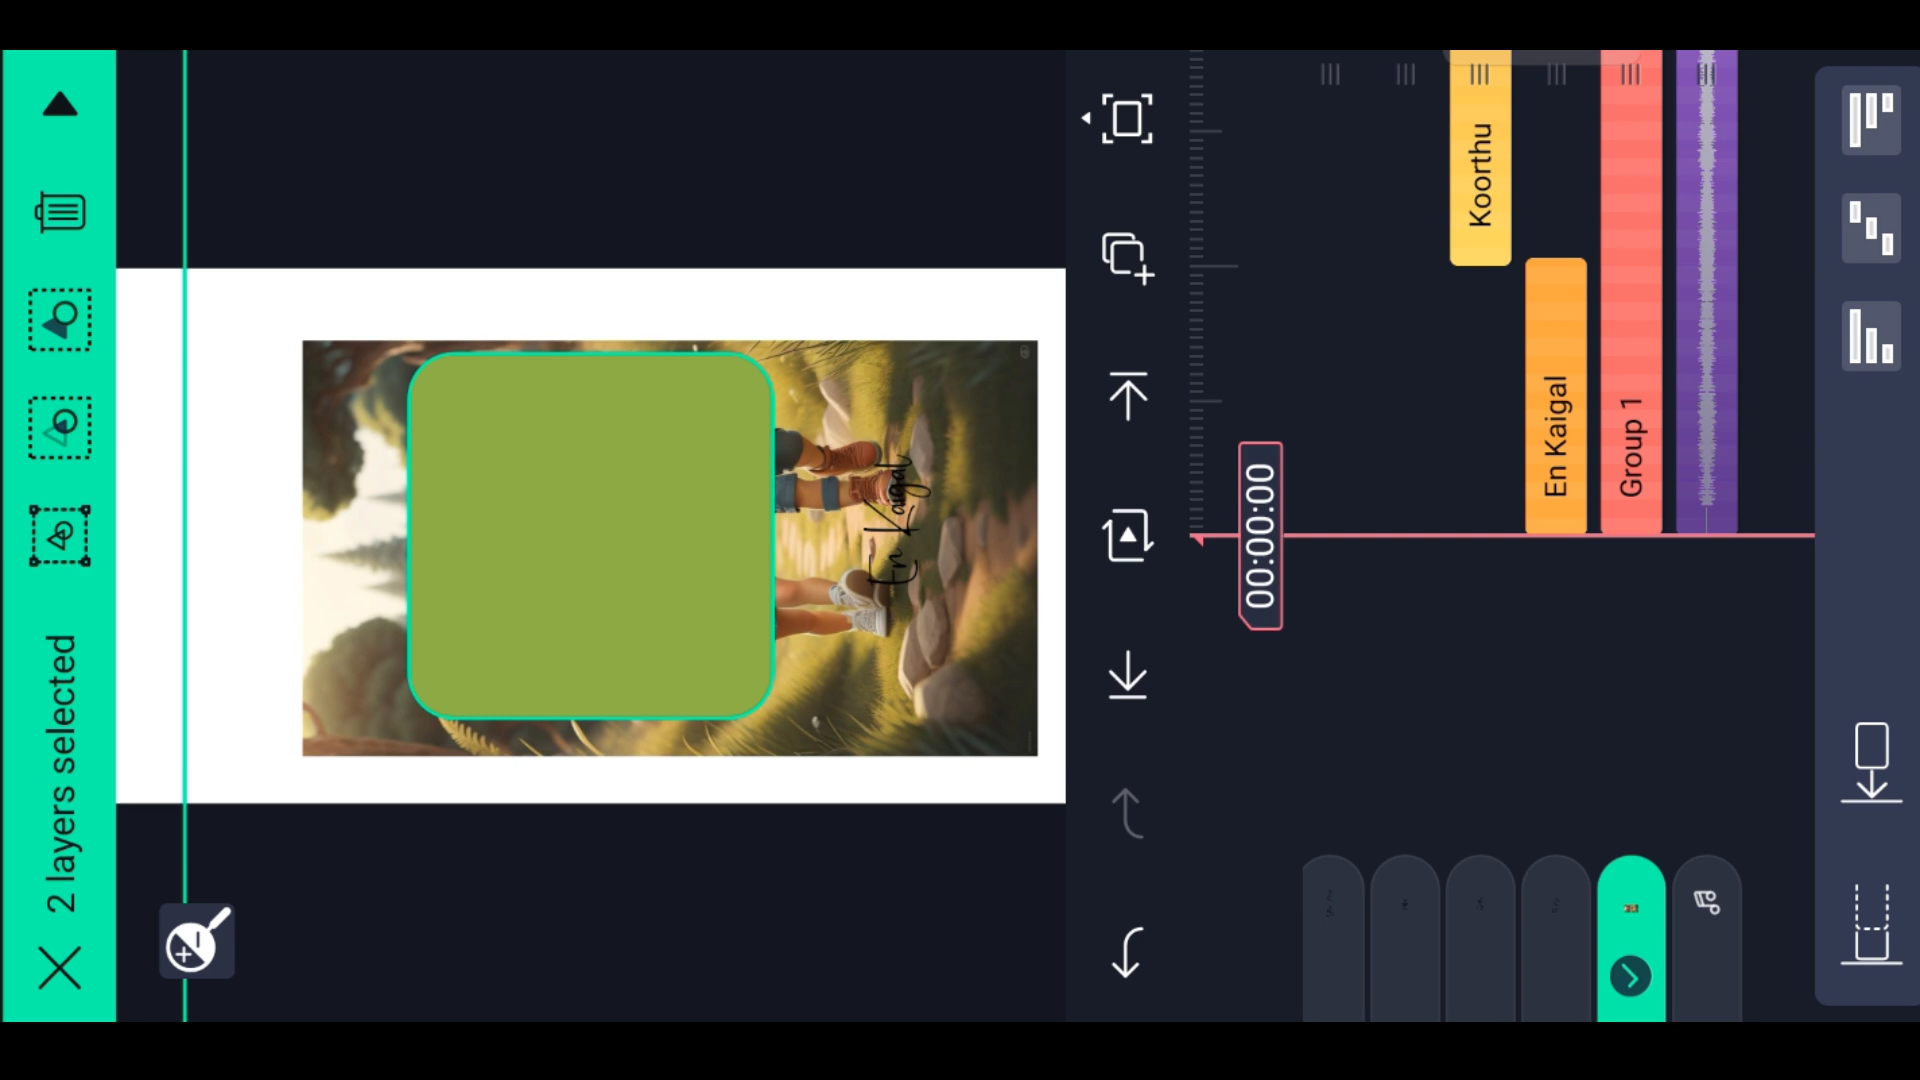 2 layers selected
En Kaigal
00:00:00
Koorthu
En Kaigal
Group 1